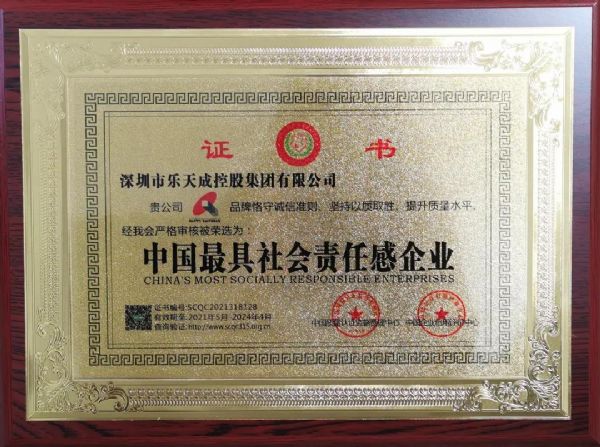 证 书
深圳市乐天成控股集团有限公司
贵公司 品牌恪守诚信准则、坚持以质取胜、提升质量水平,
经我会严格审核被荣选为:
中国最具社会责任感企业
CHINA'S MOST SOCIALLY RESPONSIBLE ENTERPRISES
证书编号:SCQC2021318128
有效期至:2021年5月-2024年4月
查询验证:http://www.scqc315.org.cn